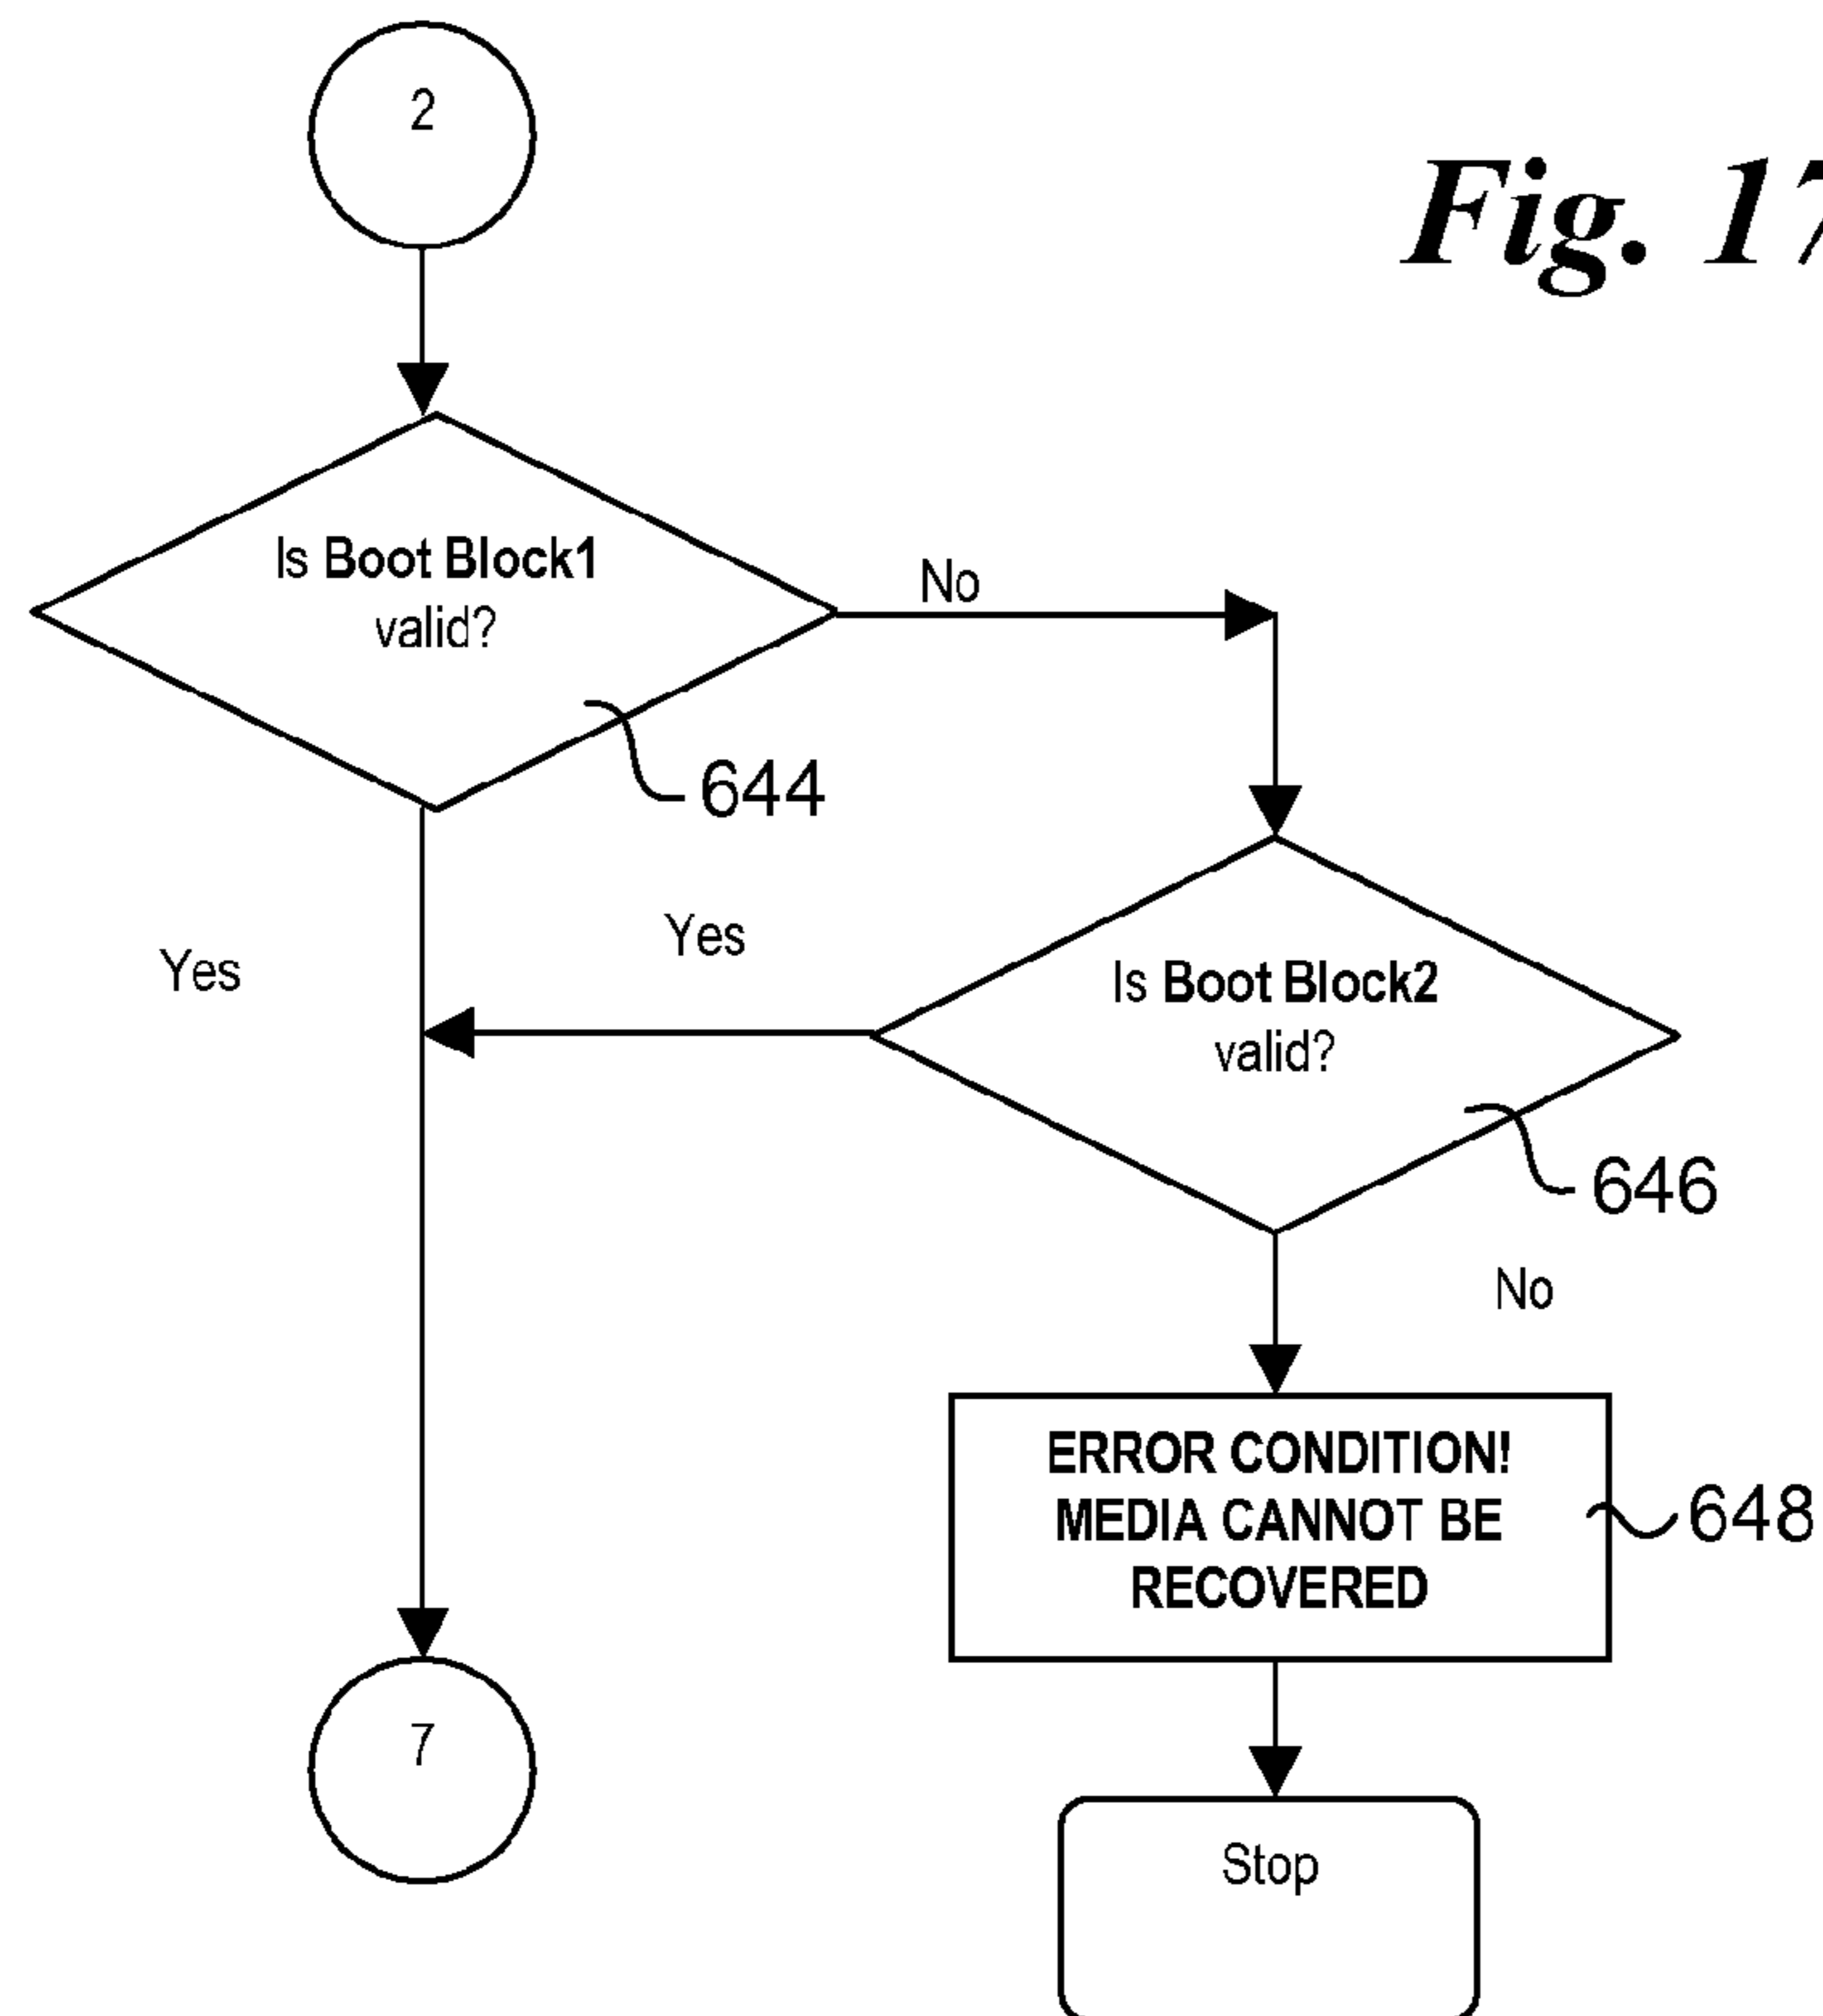 2
Fig. 17
Is Boot Block1
valid?
No
644
Yes
Yes
Is Boot Block2
valid?
646
No
ERROR CONDITION!
MEDIA CANNOT BE
RECOVERED
648
7
Stop